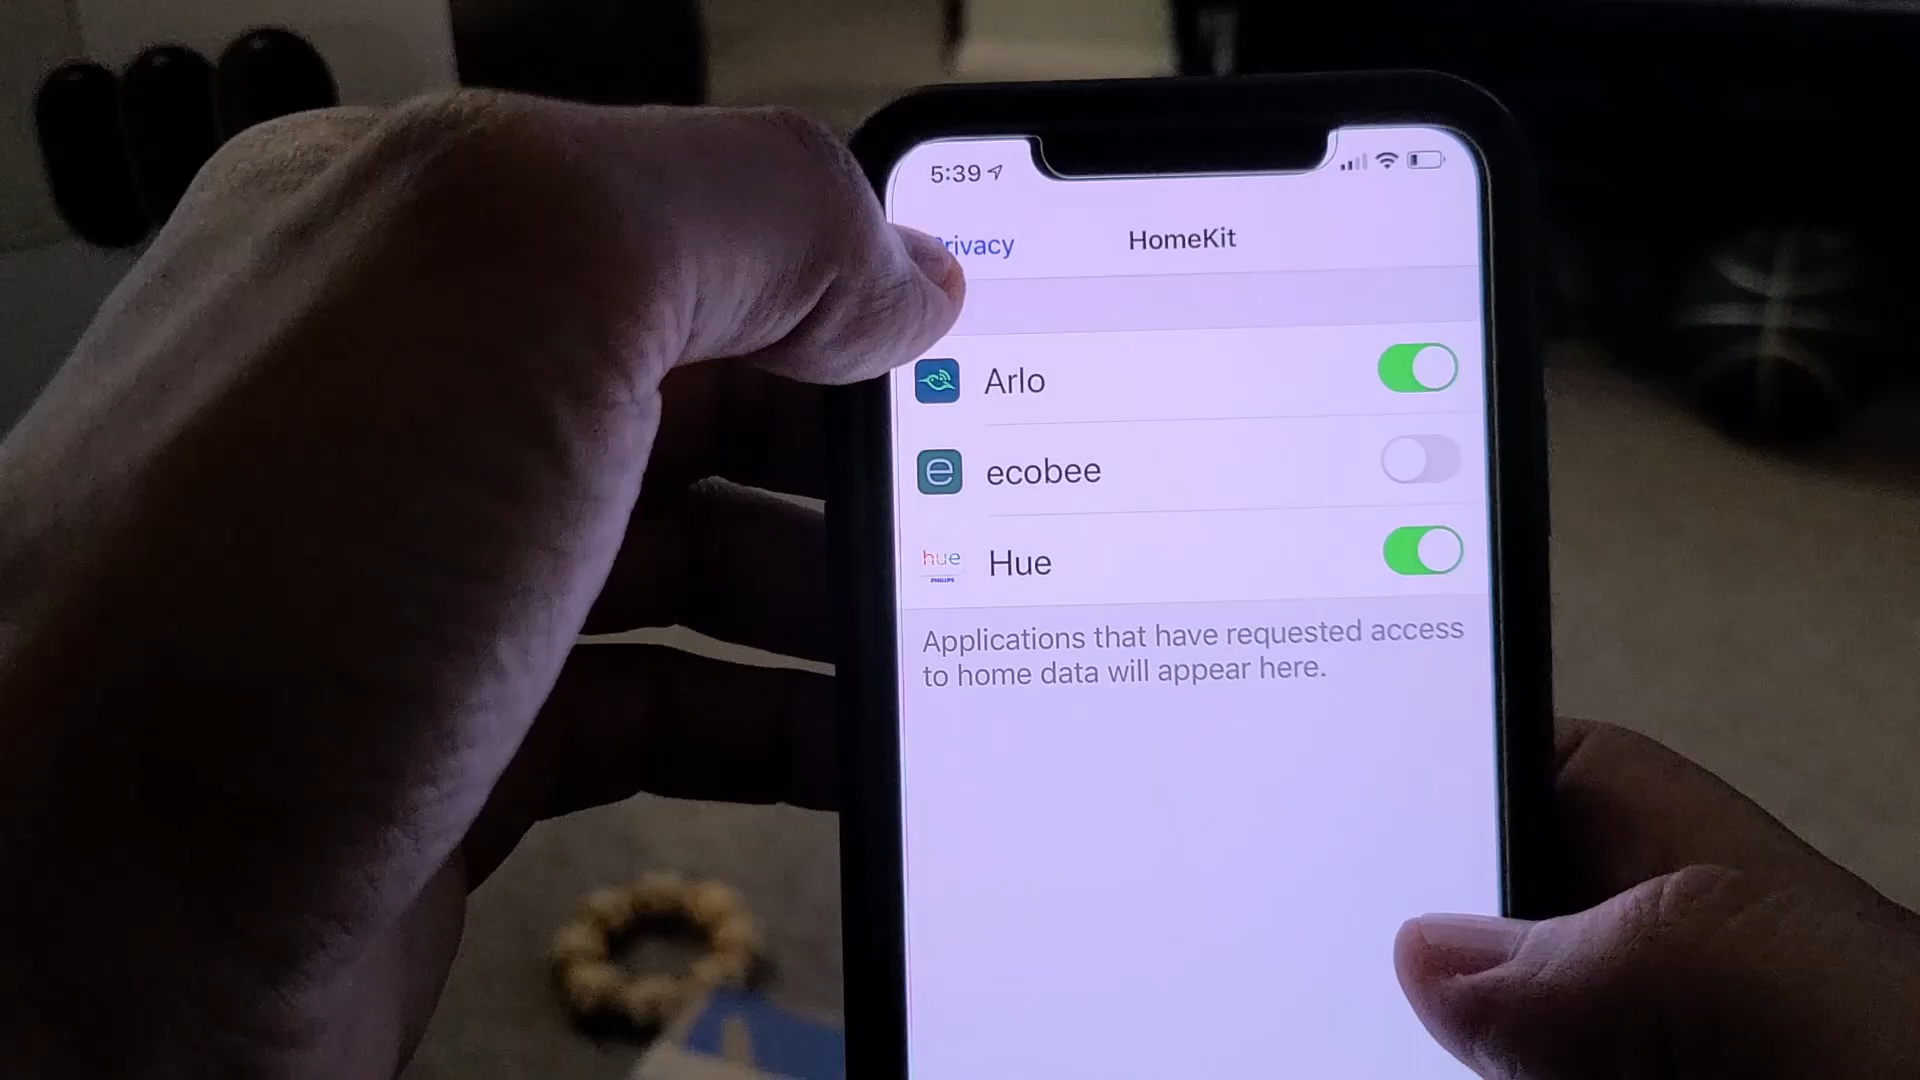 5:39
rivacy
HomeKit
Arlo
e
ecobee
hue
PHILIPS
Hue
Applications that have requested access
to home data will appear here.